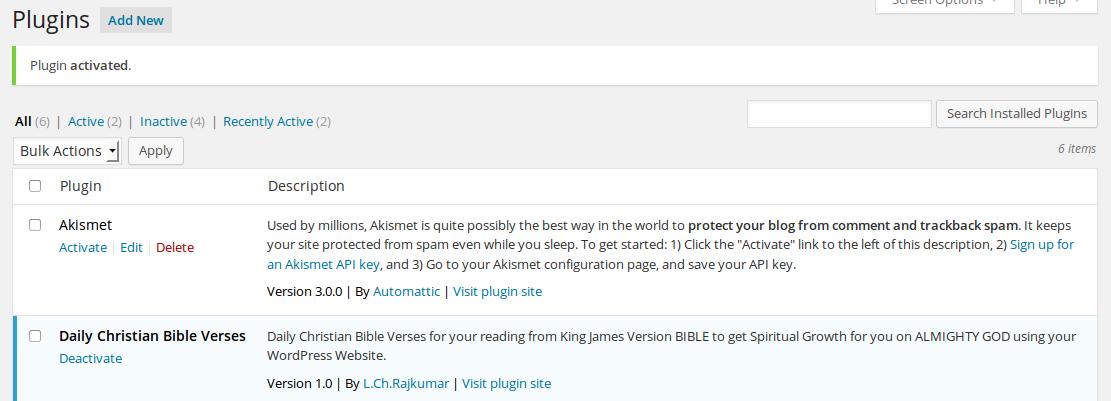 Screen Options Help
Plugins Add New
Plugin activated.
All (6) | Active (2) | Inactive (4) | Recently Active (2)
Search Installed Plugins
Bulk Actions Apply
6 items
Plugin Description
Akismet
Activate | Edit | Delete
Used by millions, Akismet is quite possibly the best way in the world to protect your blog from comment and trackback spam. It keeps
your site protected from spam even while you sleep. To get started: 1) Click the "Activate" link to the left of this description, 2) Sign up for
an Akismet API key, and 3) Go to your Akismet configuration page, and save your API key.
Version 3.0.0 | By Automattic | Visit plugin site
Daily Christian Bible Verses
Deactivate
Daily Christian Bible Verses for your reading from King James Version BIBLE to get Spiritual Growth for you on ALMIGHTY GOD using your
WordPress Website.
Version 1.0 | By L.Ch.Rajkumar | Visit plugin site